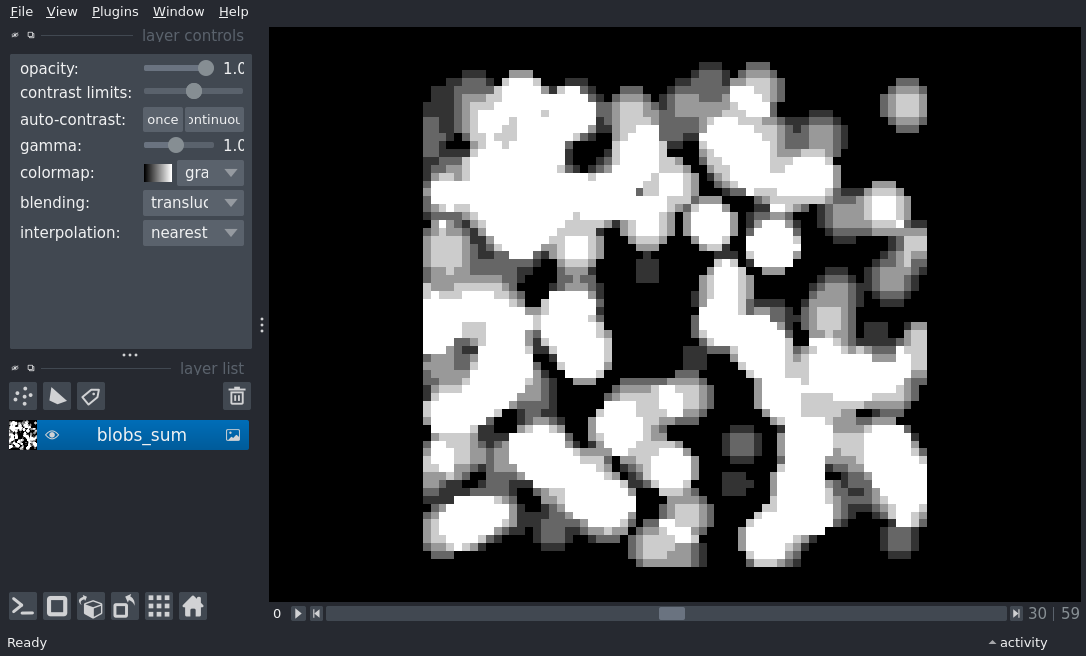 File View Plugins Window Help
layer controls
opacity: 1.0
contrast limits:
auto-contrast: once ontinuou
gamma: 1.0
colormap: gra
blending: transluc
interpolation: nearest
layer list
blobs_sum
0 30 | 59
Ready activity